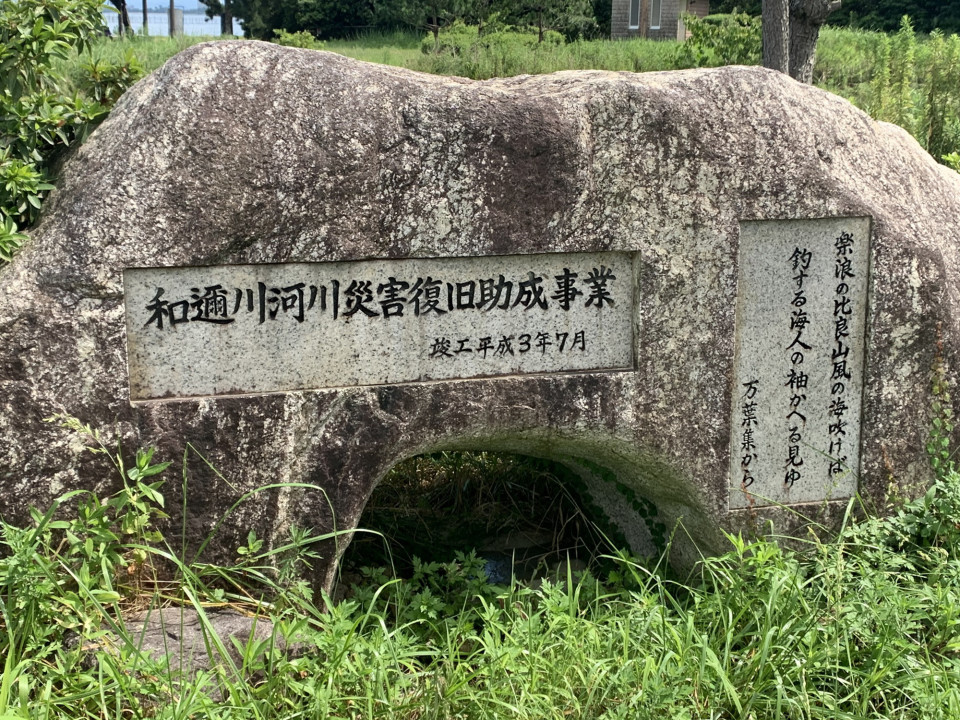 和邇川河川災害復旧助成事業
竣工平成3年7月
楽浪の比良山風の海吹けば
釣する海人の袖かへる見ゆ
万葉集から